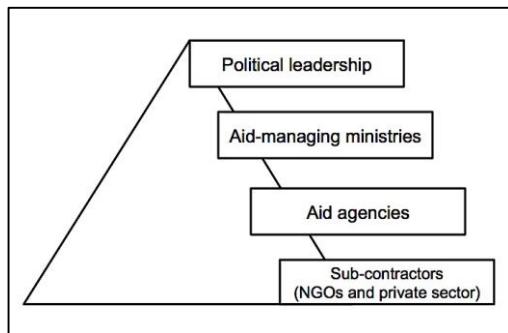 Political leadership
Aid-managing ministries
Aid agencies
Sub-contractors
(NGOs and private sector)